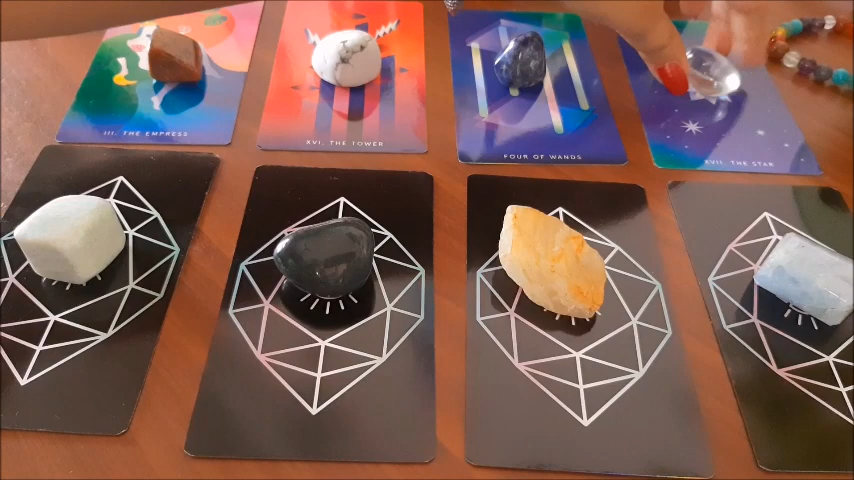 III. THE EMPRESS
XVI. THE TOWER
FOUR OF WANDS
XVII. THE STAR